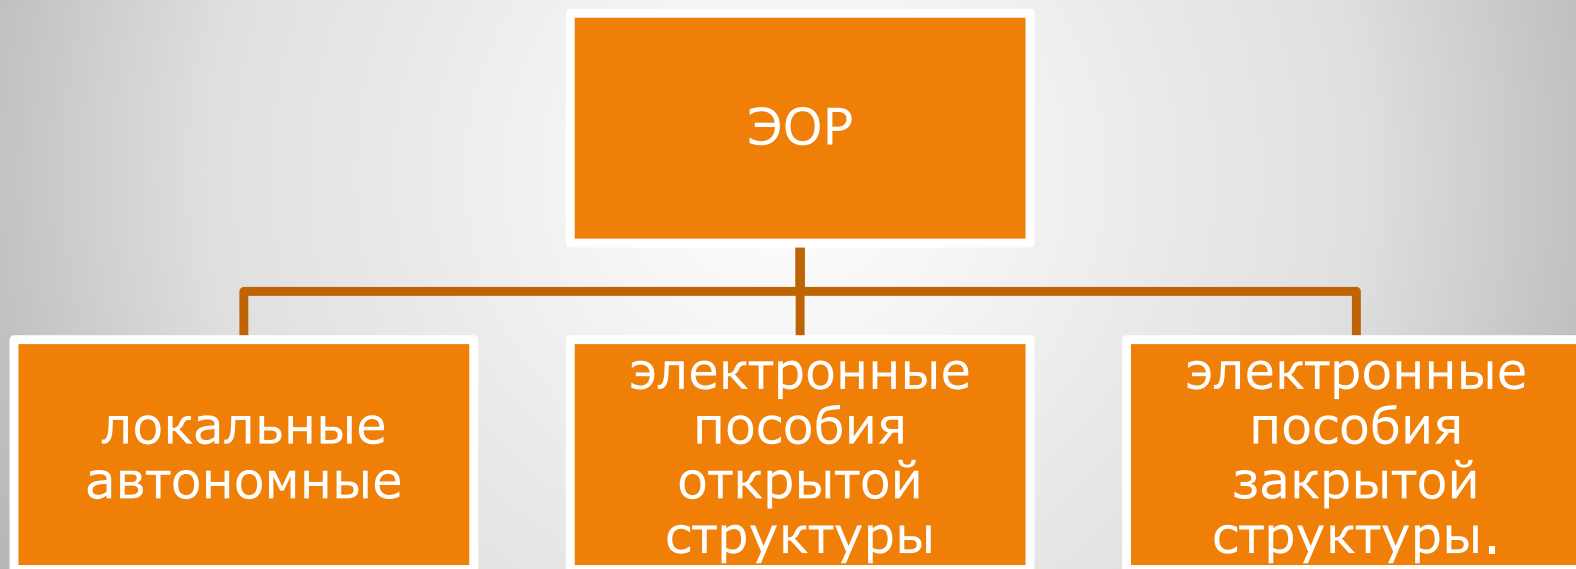 ЭОР
локальные
автономные
электронные
пособия
открытой
структуры
электронные
пособия
закрытой
структуры.